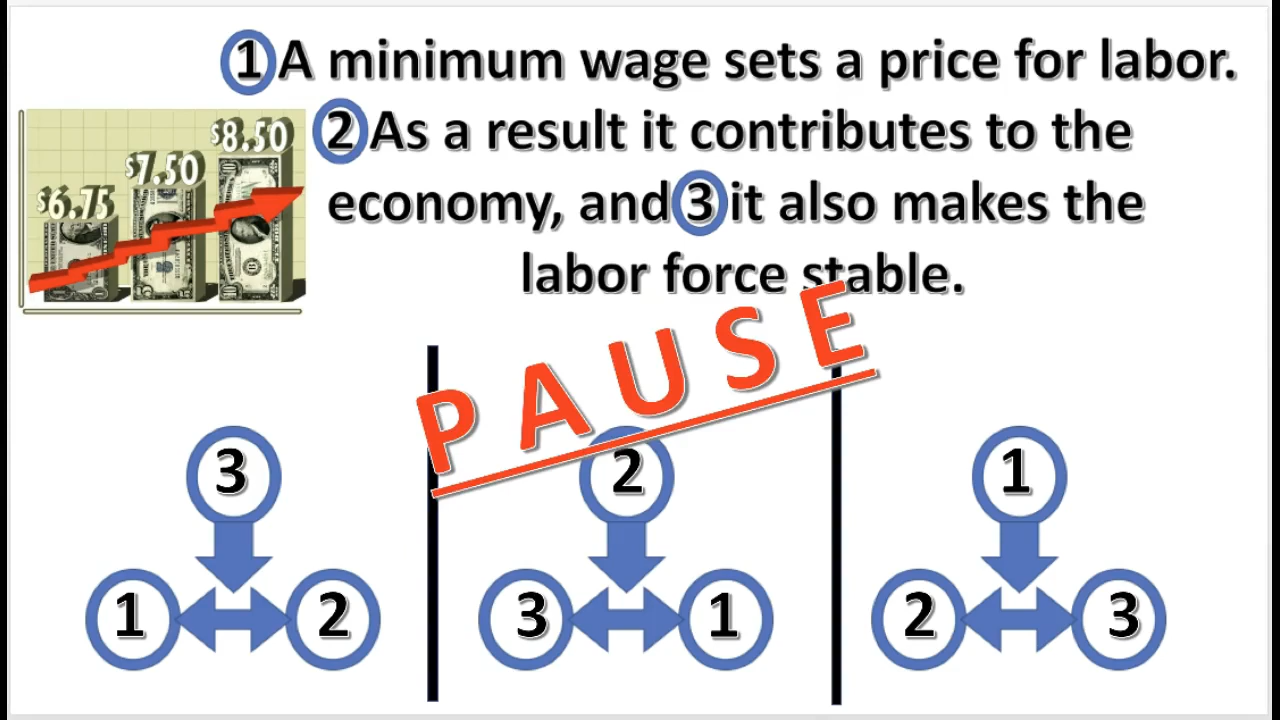 1 A minimum wage sets a price for labor.
2 As a result it contributes to the
economy, and 3 it also makes the
labor force stable.
$6.75
$7.50
$8.50
PAUSE
3
1
2
2
3
1
1
2
3